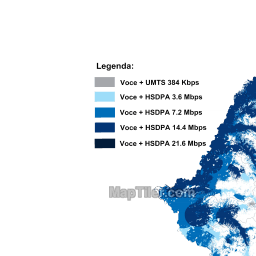 Legenda:
Voce + UMTS 384 Kbps
Voce + HSDPA 3.6 Mbps
Voce + HSDPA 7.2 Mbps
Voce + HSDPA 14.4 Mbps
Voce + HSDPA 21.6 Mbps
MapTiler.com